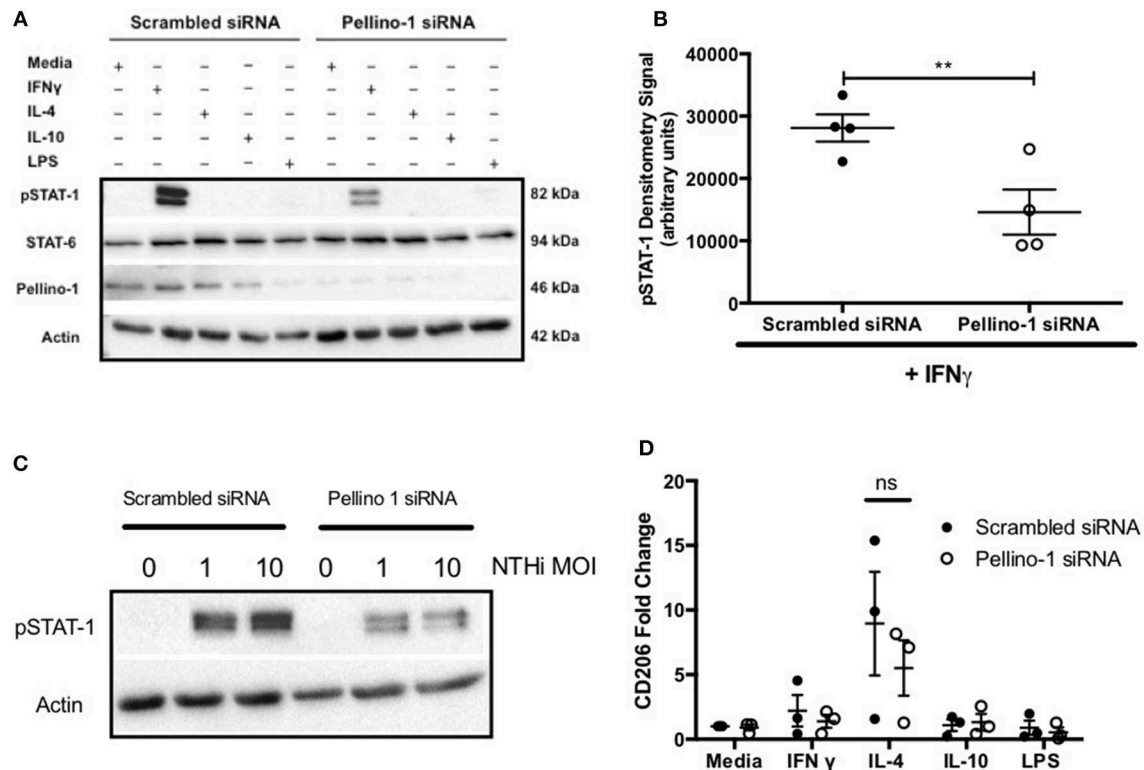 A
Scrambled siRNA Pellino-1 siRNA
Media + – – – – + – – – –
IFNγ – + – – – – + – – –
IL-4 – – + – – – – + – –
IL-10 – – – + – – – – + –
LPS – – – – + – – – – +
pSTAT-1 82 kDa
STAT-6 94 kDa
Pellino-1 46 kDa
Actin 42 kDa
B
pSTAT-1 Densitometry Signal
(arbitrary units)
40000
30000
20000
10000
0
**
Scrambled siRNA Pellino-1 siRNA
+ IFNγ
C
Scrambled siRNA Pellino 1 siRNA
0 1 10 0 1 10 NTHi MOI
pSTAT-1
Actin
D
CD206 Fold Change
20
15
10
5
0
ns
Scrambled siRNA
Pellino-1 siRNA
Media IFN γ IL-4 IL-10 LPS